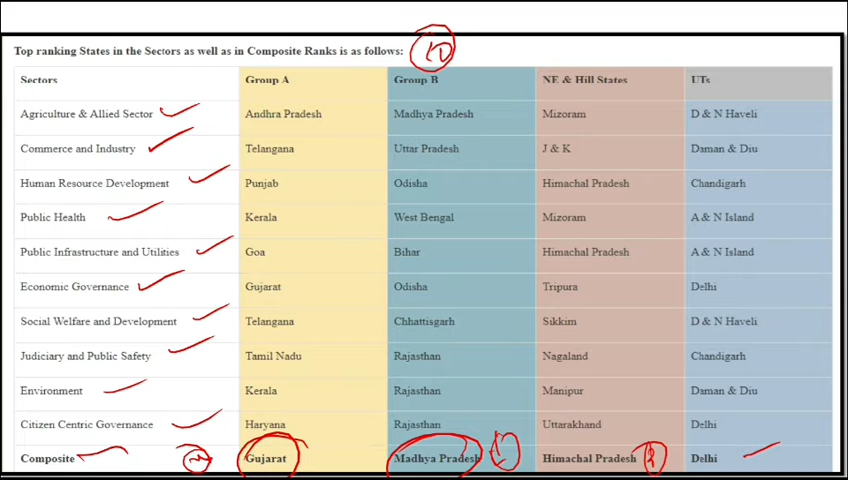 Top ranking States in the Sectors as well as in Composite Ranks is as follows: 10
Sectors Group A Group B NE & Hill States UTs
Agriculture & Allied Sector Andhra Pradesh Madhya Pradesh Mizoram D & N Haveli
Commerce and Industry Telangana Uttar Pradesh J & K Daman & Diu
Human Resource Development Punjab Odisha Himachal Pradesh Chandigarh
Public Health Kerala West Bengal Mizoram A & N Island
Public Infrastructure and Utilities Goa Bihar Himachal Pradesh A & N Island
Economic Governance Gujarat Odisha Tripura Delhi
Social Welfare and Development Telangana Chhattisgarh Sikkim D & N Haveli
Judiciary and Public Safety Tamil Nadu Rajasthan Nagaland Chandigarh
Environment Kerala Rajasthan Manipur Daman & Diu
Citizen Centric Governance Haryana Rajasthan Uttarakhand Delhi
Composite Gujarat Madhya Pradesh Himachal Pradesh Delhi